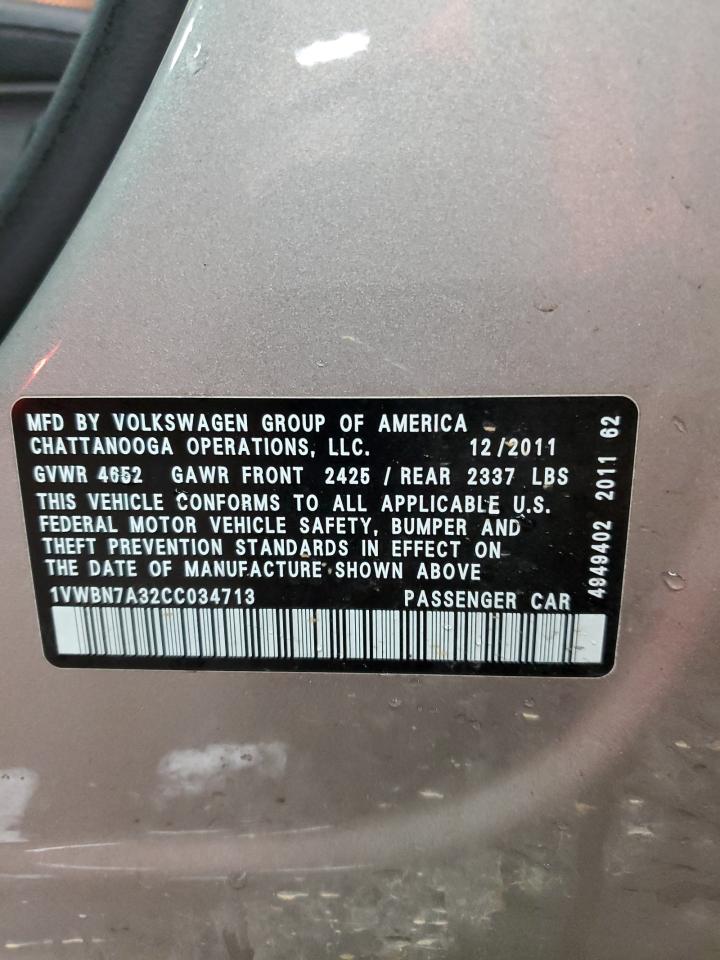 MFD BY VOLKSWAGEN GROUP OF AMERICA
CHATTANOOGA OPERATIONS, LLC. 12/2011
GVWR 4652 GAWR FRONT 2425 / REAR 2337 LBS
THIS VEHICLE CONFORMS TO ALL APPLICABLE U.S.
FEDERAL MOTOR VEHICLE SAFETY, BUMPER AND
THEFT PREVENTION STANDARDS IN EFFECT ON
THE DATE OF MANUFACTURE SHOWN ABOVE
1VWBN7A32CC034713 PASSENGER CAR
4949402 2011 62